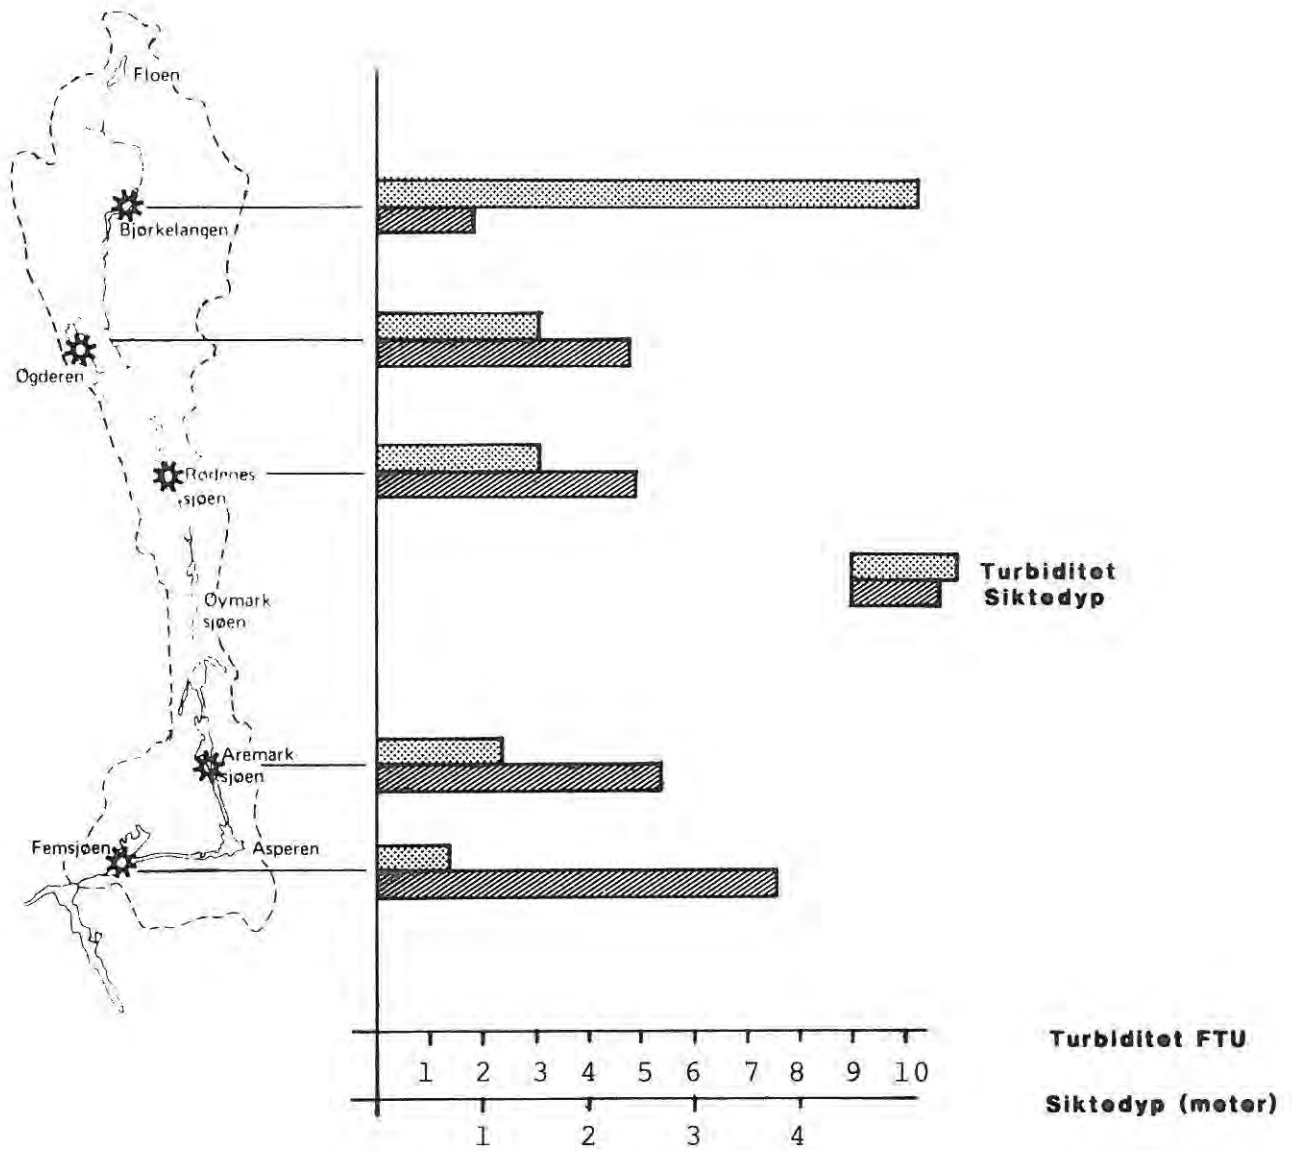 Floen
Bjørkelangen
Øgderen
Rødenes
sjøen
Øymark
sjøen
Aremark
sjøen
Femsjøen
Asperen
Turbiditet
Siktedyp
Turbiditet FTU
1 2 3 4 5 6 7 8 9 10
Siktedyp (meter)
1 2 3 4